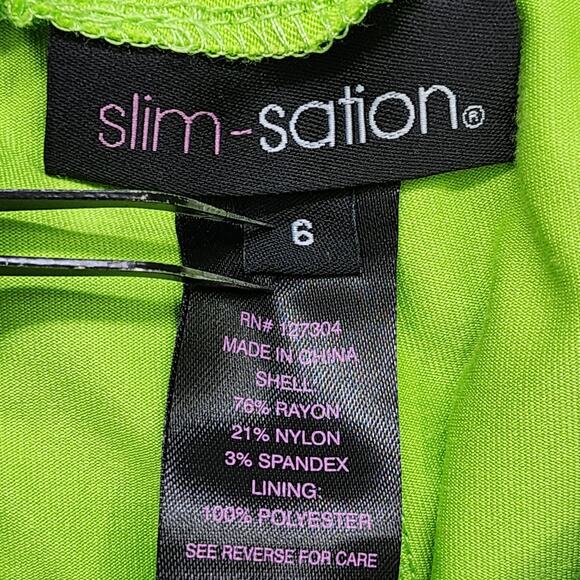 slim-sation®
6
RN# 127304
MADE IN CHINA
SHELL:
76% RAYON
21% NYLON
3% SPANDEX
LINING:
100% POLYESTER
SEE REVERSE FOR CARE